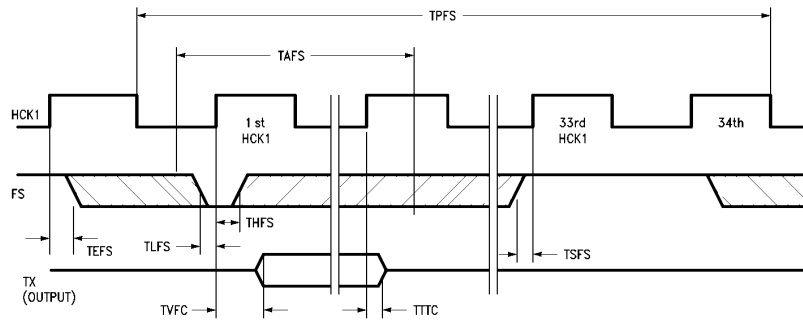 TPFS
TAFS
HCK1
1 st
HCK1
33rd
HCK1
34th
FS
THFS
TEFS
TLFS
TSFS
TX
(OUTPUT)
TVFC
TTTC